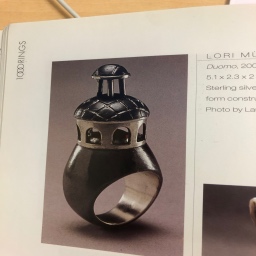 1000 RINGS
LORI MÜ
Duomo, 200
5.1 x 2.3 x 2
Sterling silve
form constru
Photo by La